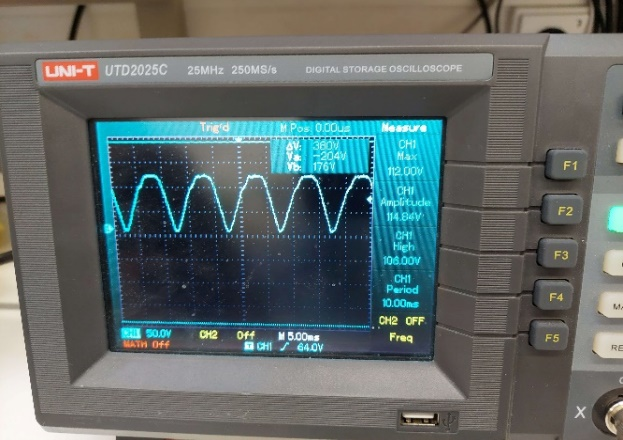 UNI-T UTD2025C 25MHz 250MS/s DIGITAL STORAGE OSCILLOSCOPE
Trig'd M Pos: 0.00us Measure
ΔV: 380V
Va: -204V
Vb: 176V
CH1
Max
112.00V
CH1
Amplitude
114.84V
CH1
High
106.00V
CH1
Period
10.00ms
CH2 OFF
Freq
CH1 50.0V CH2 Off M 5.00ms
MATH Off T CH1 64.0V
F1
F2
F3
F4
F5
X